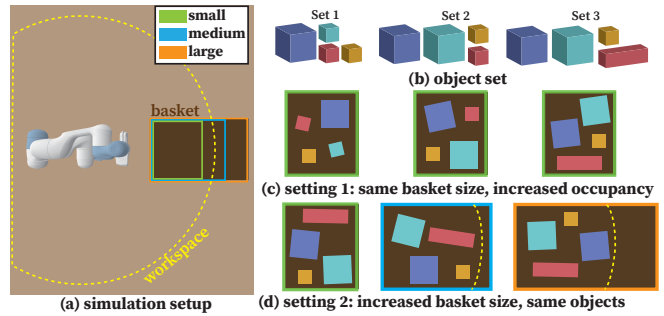 small
medium
large
basket
workspace
(a) simulation setup
Set 1
Set 2
Set 3
(b) object set
(c) setting 1: same basket size, increased occupancy
(d) setting 2: increased basket size, same objects